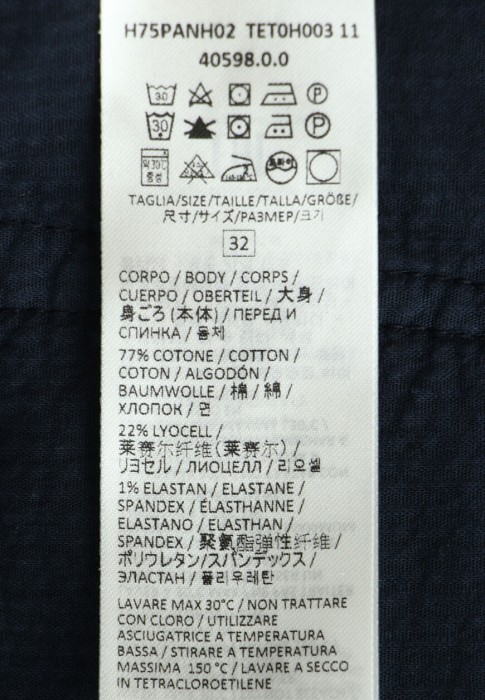 H75PANH02 TET0H003 11
40598.0.0
30 P
30 P
TAGLIA/SIZE/TAILLE/TALLA/GRÖßE/
尺寸/サイズ/РАЗМЕР/크기
32
CORPO / BODY / CORPS /
CUERPO / OBERTEIL / 大身 /
身ごろ (本体) / ПЕРЕД И
СПИНКА / 몸체
77% COTONE / COTTON /
COTON / ALGODÓN /
BAUMWOLLE / 棉 / 綿 /
ХЛОПОК / 면
22% LYOCELL /
莱赛尔纤维(莱赛尔) /
リヨセル / ЛИОЦЕЛЛ / 리오셀
1% ELASTAN / ELASTANE /
SPANDEX / ÉLASTHANNE /
ELASTANO / ELASTHAN /
SPANDEX / 聚氨酯弹性纤维 /
ポリウレタン/スパンデックス /
ЭЛАСТАН / 폴리우레탄
LAVARE MAX 30°C / NON TRATTARE
CON CLORO / UTILIZZARE
ASCIUGATRICE A TEMPERATURA
BASSA / STIRARE A TEMPERATURA
MASSIMA 150 °C / LAVARE A SECCO
IN TETRACLOROETILENE